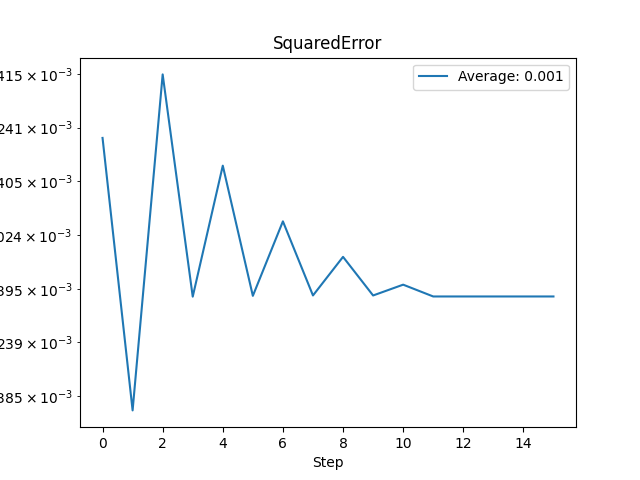 SquaredError
415 × 10⁻³
241 × 10⁻³
405 × 10⁻³
024 × 10⁻³
395 × 10⁻³
239 × 10⁻³
385 × 10⁻³
Average: 0.001
0 2 4 6 8 10 12 14
Step